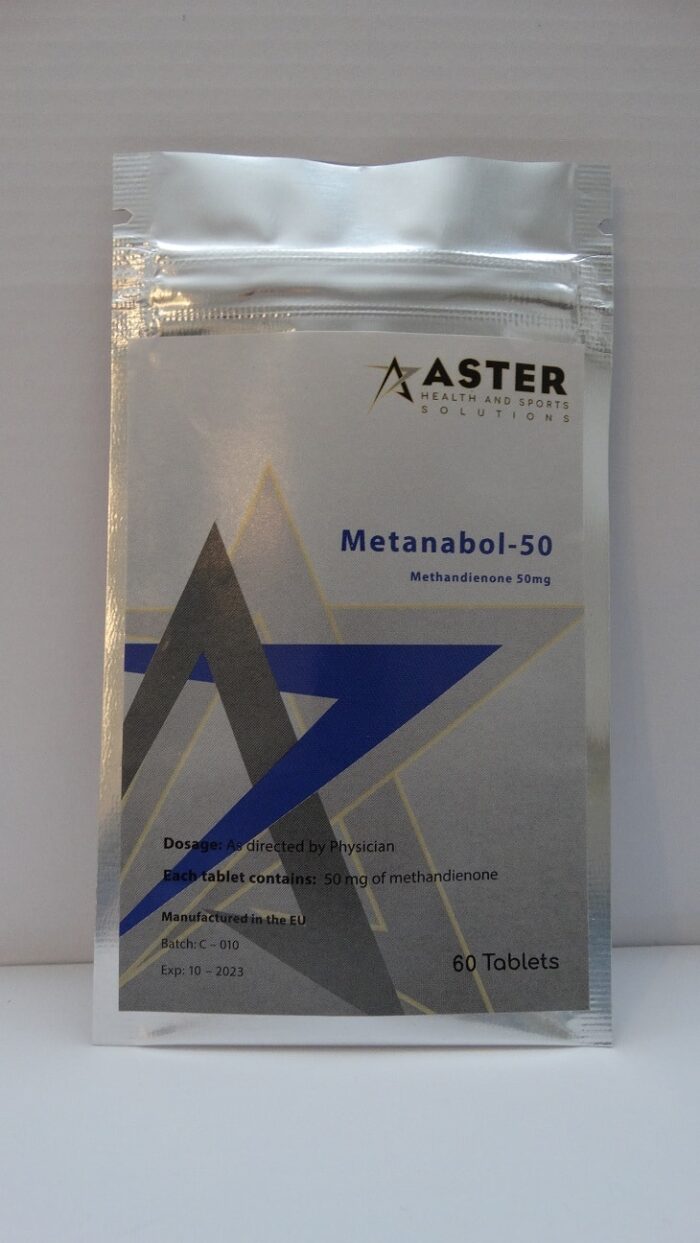 ASTER
HEALTH AND SPORTS
SOLUTIONS
Metanabol-50
Methandienone 50mg
Dosage: As directed by Physician
Each tablet contains: 50 mg of methandienone
Manufactured in the EU
Batch: C – 010
Exp: 10 – 2023
60 Tablets